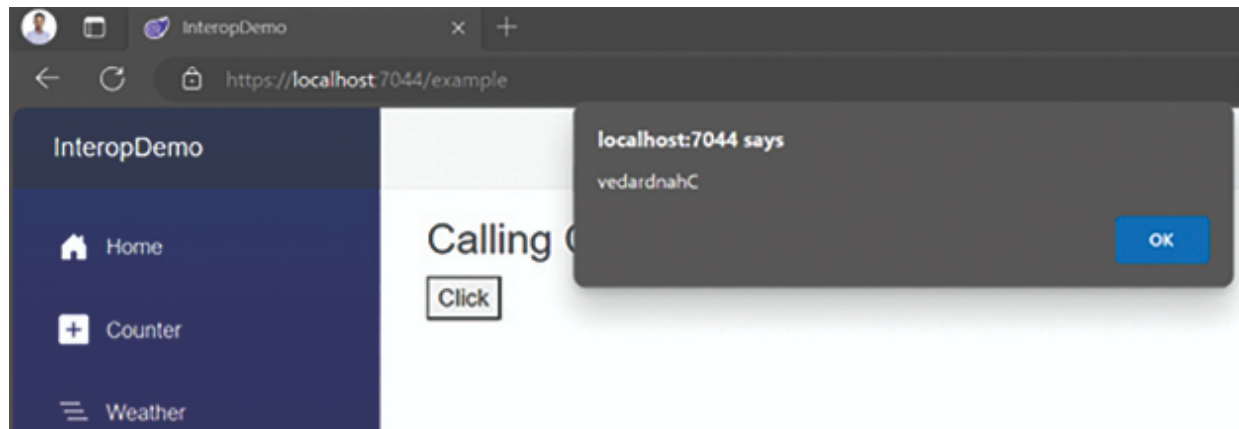 InteropDemo
https://localhost:7044/example
InteropDemo
localhost:7044 says
vedardnahC
OK
Home
Calling
Click
Counter
Weather